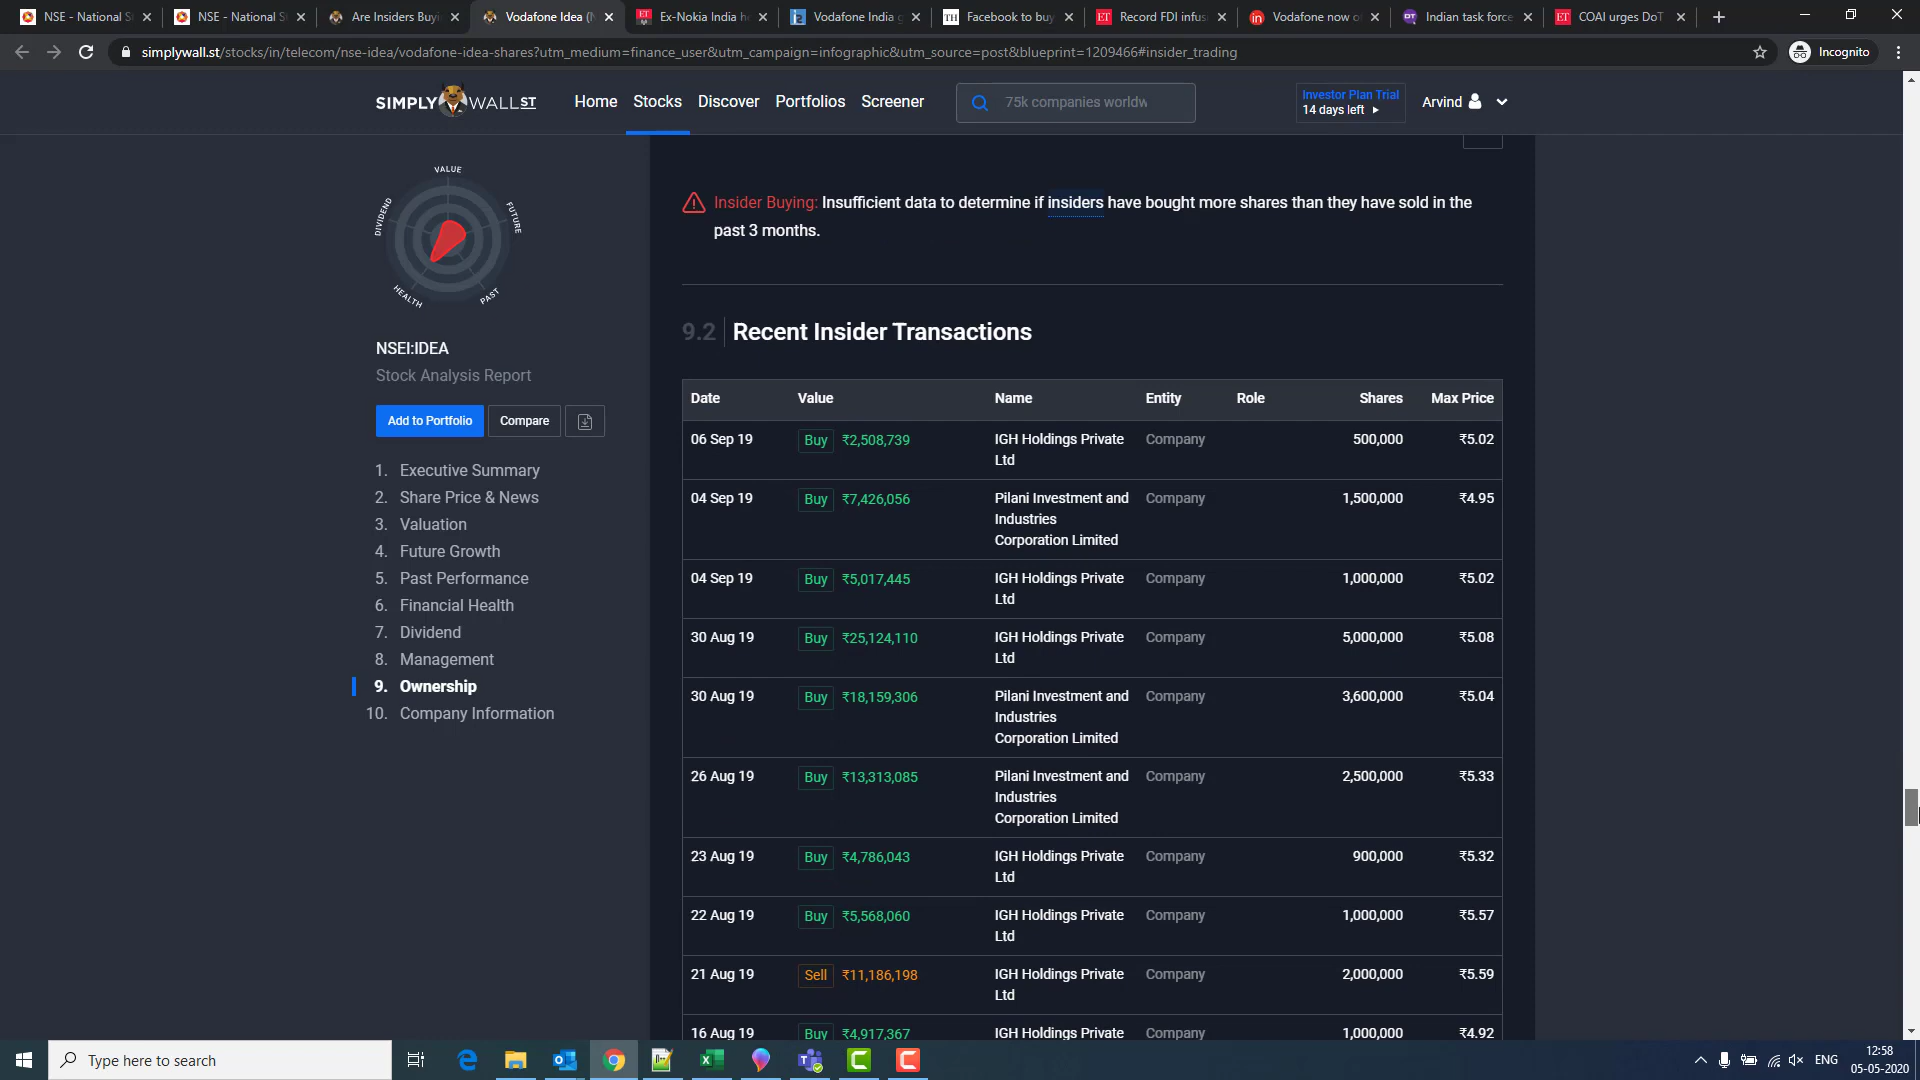 NSE - National S
NSE - National S
Are Insiders Buyi
Vodafone Idea (N
Ex-Nokia India h
Vodafone India g
Facebook to buy
Record FDI infus
Vodafone now o
Indian task force
COAI urges DoT
simplywall.st/stocks/in/telecom/nse-idea/vodafone-idea-shares?utm_medium=finance_user&utm_campaign=infographic&utm_source=post&blueprint=1209466#insider_trading
Incognito
SIMPLY WALL ST
Home Stocks Discover Portfolios Screener
75k companies worldw
Investor Plan Trial
14 days left
Arvind
VALUE
FUTURE
PAST
HEALTH
DIVIDEND
NSEI:IDEA
Stock Analysis Report
Add to Portfolio Compare
1. Executive Summary
2. Share Price & News
3. Valuation
4. Future Growth
5. Past Performance
6. Financial Health
7. Dividend
8. Management
9. Ownership
10. Company Information
Insider Buying: Insufficient data to determine if insiders have bought more shares than they have sold in the
past 3 months.
9.2 Recent Insider Transactions
Date Value Name Entity Role Shares Max Price
06 Sep 19 Buy ₹2,508,739 IGH Holdings Private Company 500,000 ₹5.02
Ltd
04 Sep 19 Buy ₹7,426,056 Pilani Investment and Company 1,500,000 ₹4.95
Industries
Corporation Limited
04 Sep 19 Buy ₹5,017,445 IGH Holdings Private Company 1,000,000 ₹5.02
Ltd
30 Aug 19 Buy ₹25,124,110 IGH Holdings Private Company 5,000,000 ₹5.08
Ltd
30 Aug 19 Buy ₹18,159,306 Pilani Investment and Company 3,600,000 ₹5.04
Industries
Corporation Limited
26 Aug 19 Buy ₹13,313,085 Pilani Investment and Company 2,500,000 ₹5.33
Industries
Corporation Limited
23 Aug 19 Buy ₹4,786,043 IGH Holdings Private Company 900,000 ₹5.32
Ltd
22 Aug 19 Buy ₹5,568,060 IGH Holdings Private Company 1,000,000 ₹5.57
Ltd
21 Aug 19 Sell ₹11,186,198 IGH Holdings Private Company 2,000,000 ₹5.59
Ltd
16 Aug 19 Buy ₹4,917,367 IGH Holdings Private Company 1,000,000 ₹4.92
Type here to search
ENG
12:58
05-05-2020